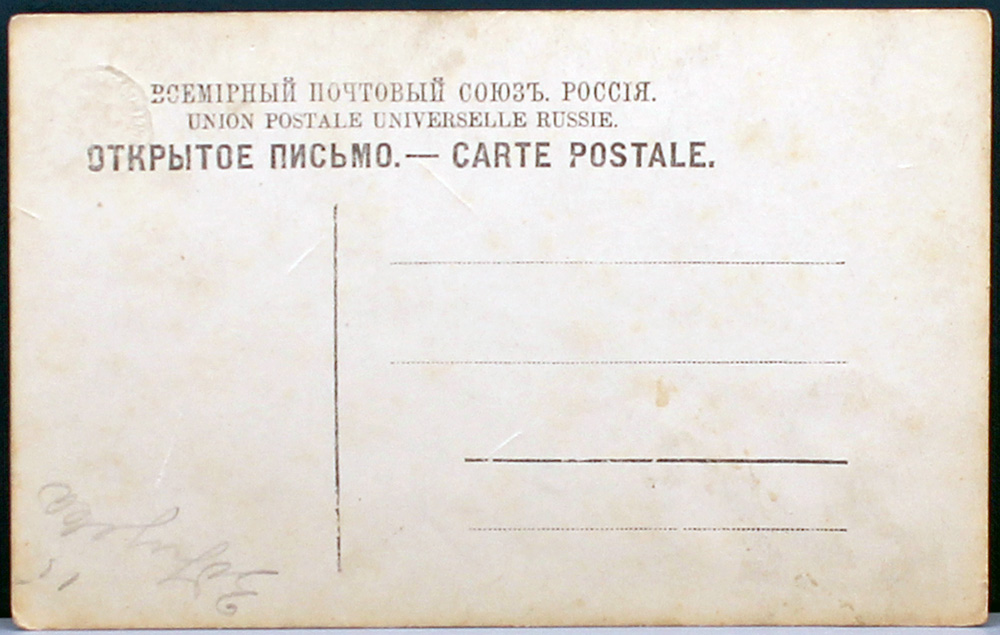 ВСЕМІРНЫЙ ПОЧТОВЫЙ СОЮЗЪ. РОССІЯ.
UNION POSTALE UNIVERSELLE RUSSIE.
ОТКРЫТОЕ ПИСЬМО.— CARTE POSTALE.